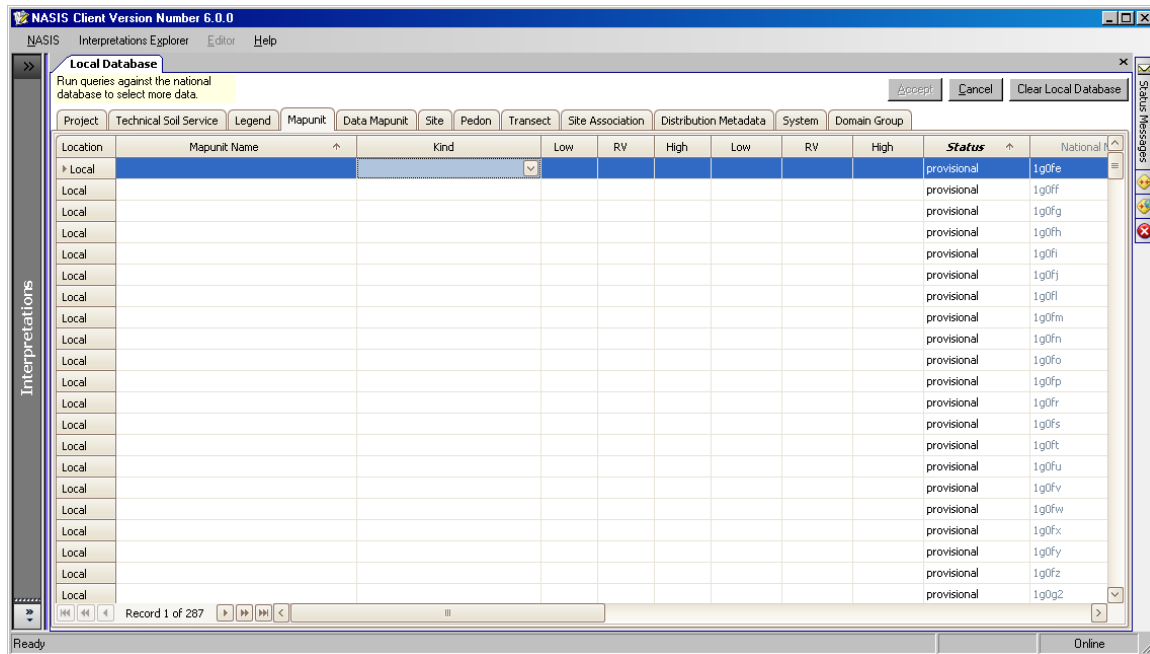 NASIS Client Version Number 6.0.0
NASIS Interpretations Explorer Editor Help
Local Database
Run queries against the national
database to select more data.
Accept Cancel Clear Local Database
Project Technical Soil Service Legend Mapunit Data Mapunit Site Pedon Transect Site Association Distribution Metadata System Domain Group
Location Mapunit Name Kind Low RV High Low RV High Status National
Local provisional 1g0fe
Local provisional 1g0ff
Local provisional 1g0fg
Local provisional 1g0fh
Local provisional 1g0fi
Local provisional 1g0fj
Local provisional 1g0fl
Local provisional 1g0fm
Local provisional 1g0fn
Local provisional 1g0fo
Local provisional 1g0fp
Local provisional 1g0fr
Local provisional 1g0fs
Local provisional 1g0ft
Local provisional 1g0fu
Local provisional 1g0fv
Local provisional 1g0fw
Local provisional 1g0fx
Local provisional 1g0fy
Local provisional 1g0fz
Local provisional 1g0g2
Record 1 of 287
Interpretations
Status Messages
Ready Online